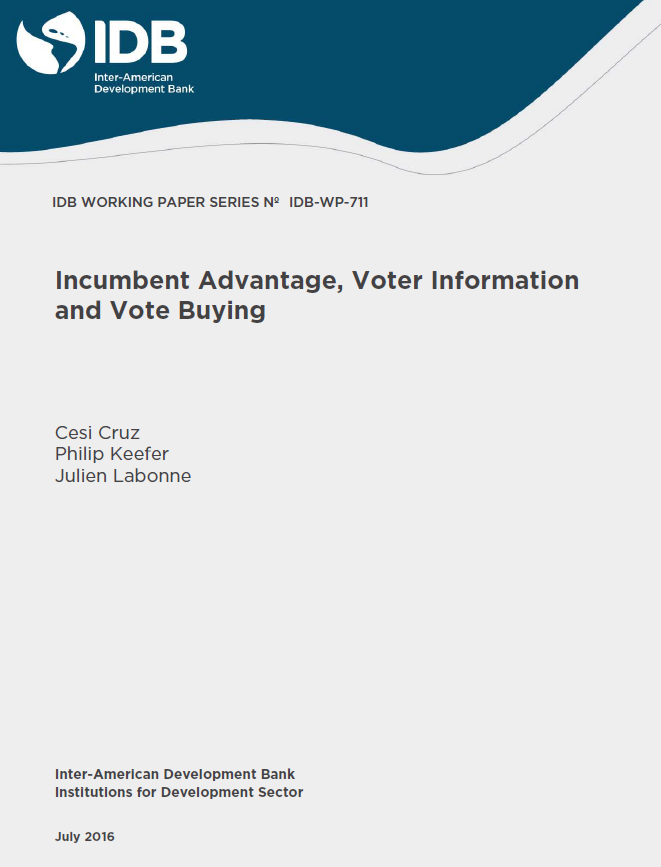 IDB
Inter-American
Development Bank
IDB WORKING PAPER SERIES Nº IDB-WP-711
Incumbent Advantage, Voter Information
and Vote Buying
Cesi Cruz
Philip Keefer
Julien Labonne
Inter-American Development Bank
Institutions for Development Sector
July 2016